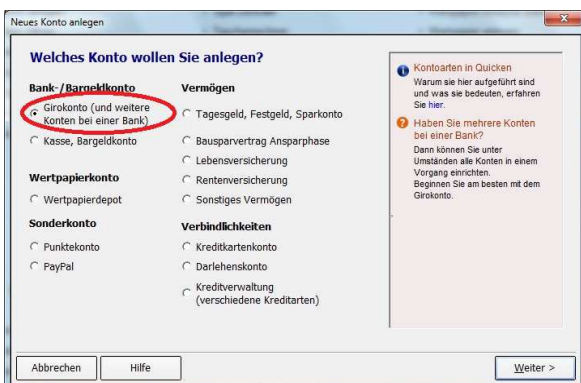 Neues Konto anlegen
Welches Konto wollen Sie anlegen?
Bank-/Bargeldkonto
Girokonto (und weitere
Konten bei einer Bank)
Kasse, Bargeldkonto
Wertpapierkonto
Wertpapierdepot
Sonderkonto
Punktekonto
PayPal
Vermögen
Tagesgeld, Festgeld, Sparkonto
Bausparvertrag Ansparphase
Lebensversicherung
Rentenversicherung
Sonstiges Vermögen
Verbindlichkeiten
Kreditkartenkonto
Darlehenskonto
Kreditverwaltung
(verschiedene Kreditarten)
Kontoarten in Quicken
Warum sie hier aufgeführt sind
und was sie bedeuten, erfahren
Sie hier.
Haben Sie mehrere Konten
bei einer Bank?
Dann können Sie unter
Umständen alle Konten in einem
Vorgang einrichten.
Beginnen Sie am besten mit dem
Girokonto.
Abbrechen
Hilfe
Weiter >